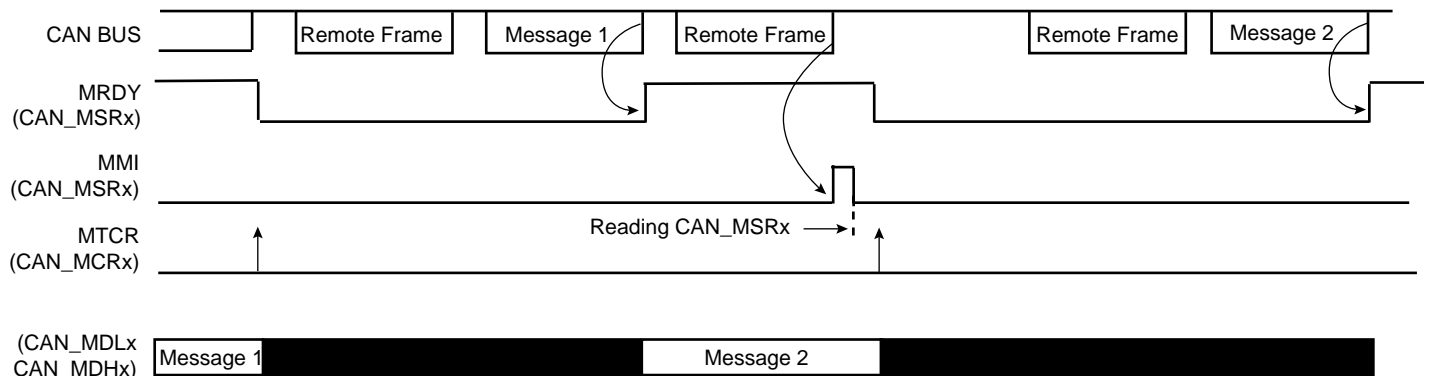 CAN BUS
Remote Frame
Message 1
Remote Frame
Remote Frame
Message 2
MRDY
(CAN_MSRx)
MMI
(CAN_MSRx)
Reading CAN_MSRx
MTCR
(CAN_MCRx)
(CAN_MDLx
CAN_MDHx)
Message 1
Message 2